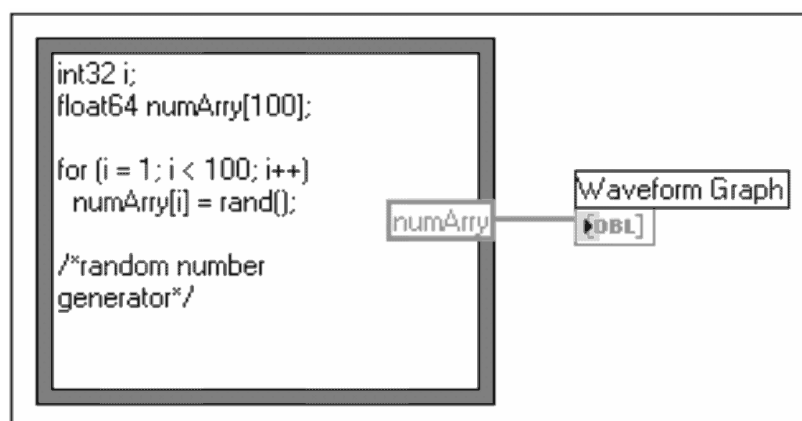 int32 i;
float64 numArry[100];
for (i = 1; i < 100; i++)
numArry[i] = rand();
/*random number
generator*/
numArry
Waveform Graph
[DBL]